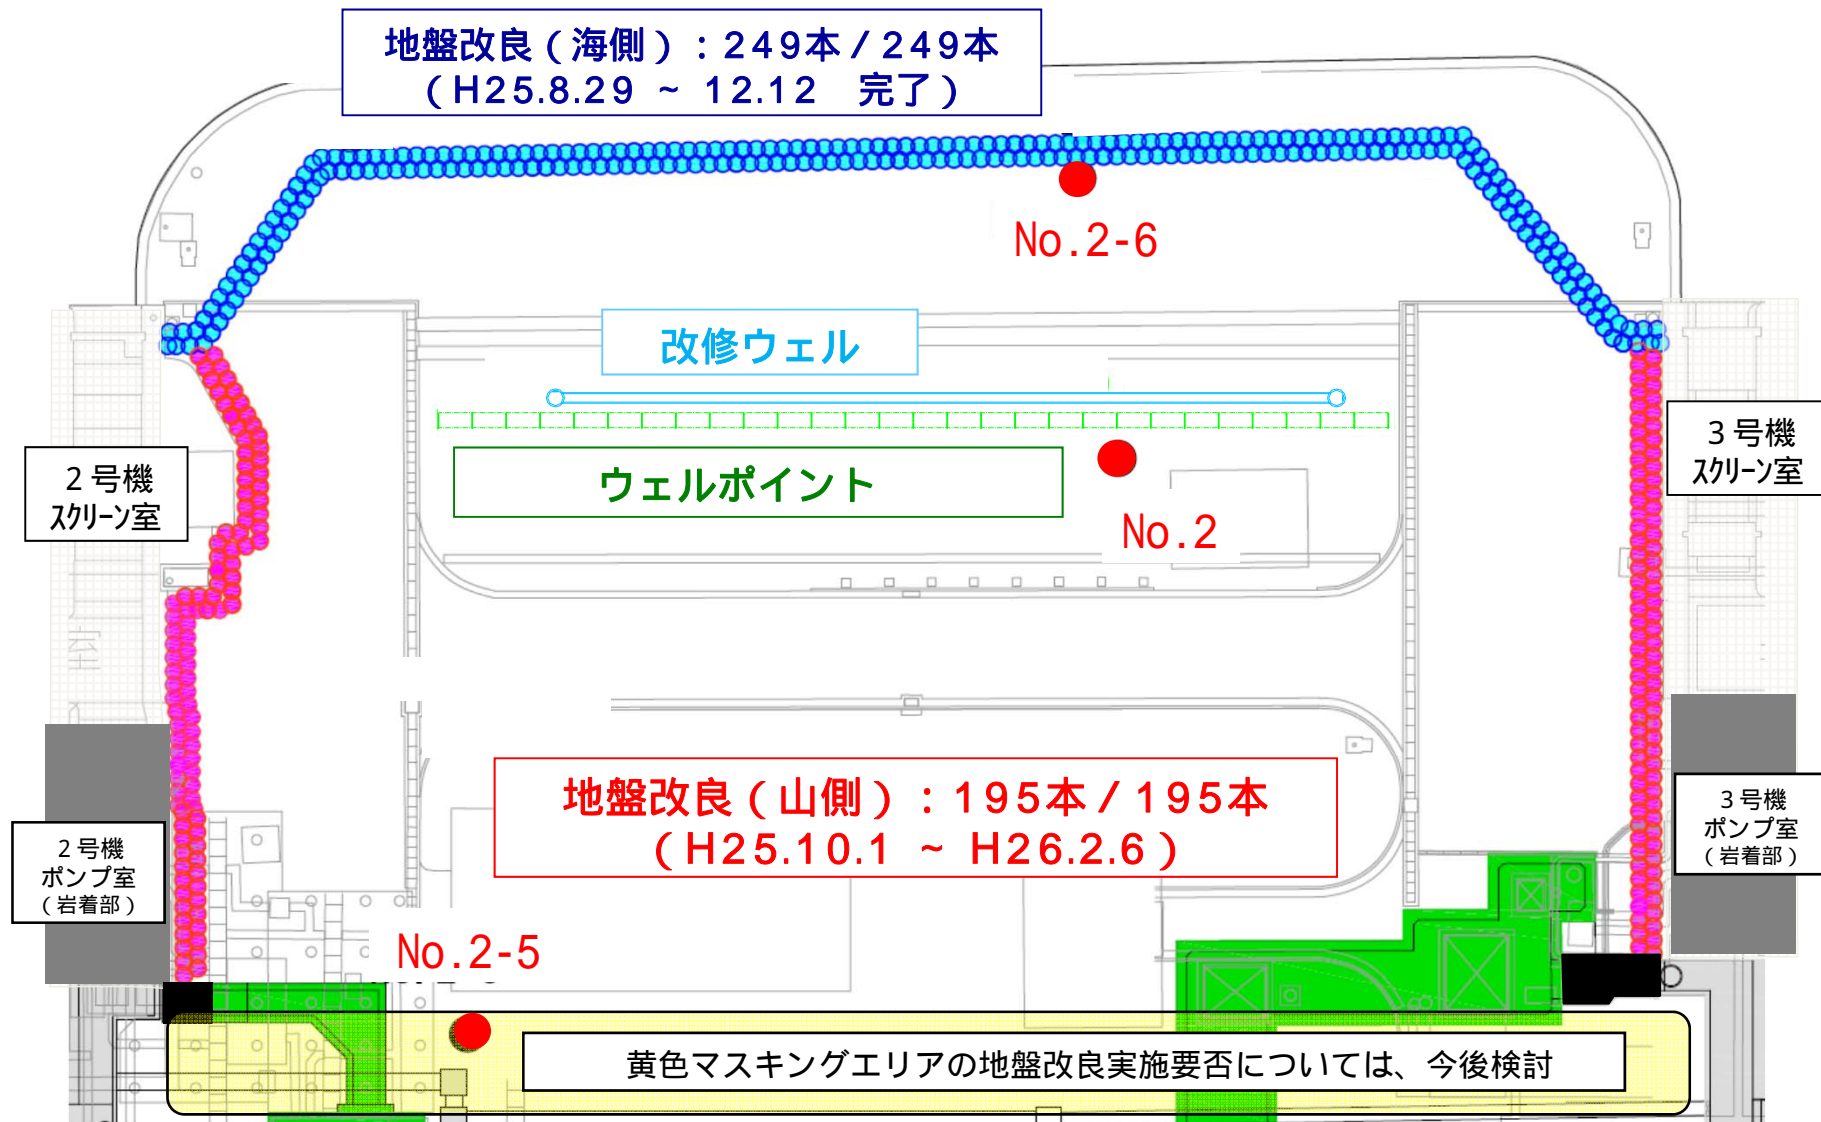 地盤改良（海側）：249本／249本
（H25.8.29 ～ 12.12　完了）
No.2-6
改修ウェル
ウェルポイント
No.2
２号機
ｽｸﾘｰﾝ室
３号機
ｽｸﾘｰﾝ室
地盤改良（山側）：195本／195本
（H25.10.1 ～ H26.2.6）
２号機
ポンプ室
（岩着部）
３号機
ポンプ室
（岩着部）
No.2-5
黄色マスキングエリアの地盤改良実施要否については、今後検討